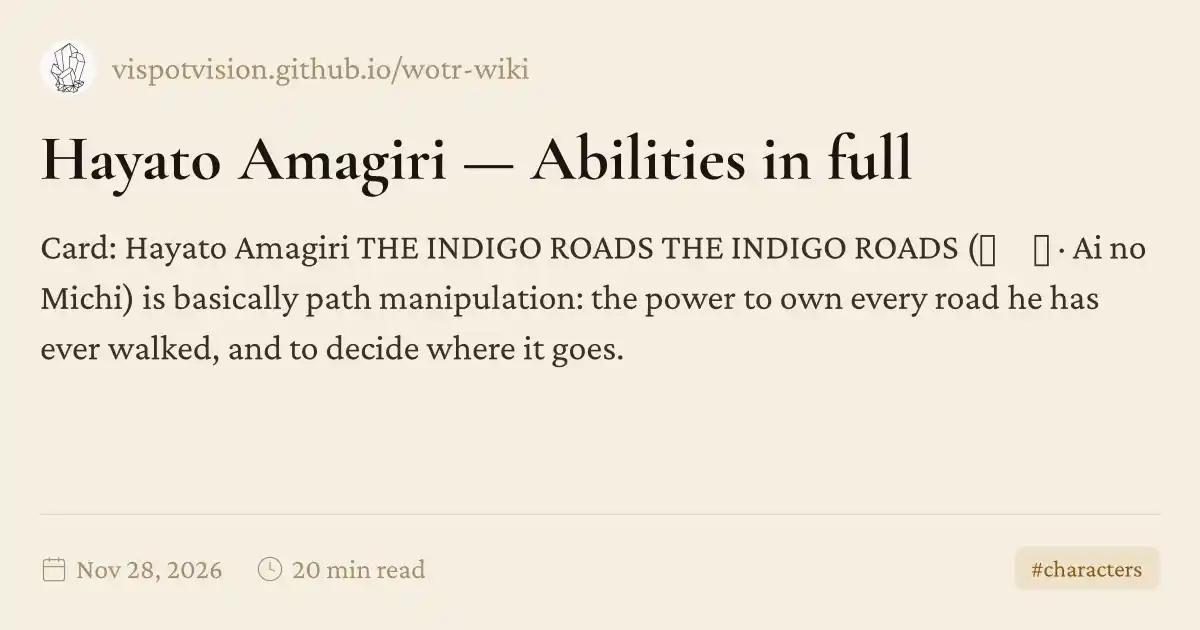 vispotvision.github.io/wotr-wiki
Hayato Amagiri — Abilities in full
Card: Hayato Amagiri THE INDIGO ROADS THE INDIGO ROADS (▯ ▯ · Ai no
Michi) is basically path manipulation: the power to own every road he has
ever walked, and to decide where it goes.
Nov 28, 2026
20 min read
#characters